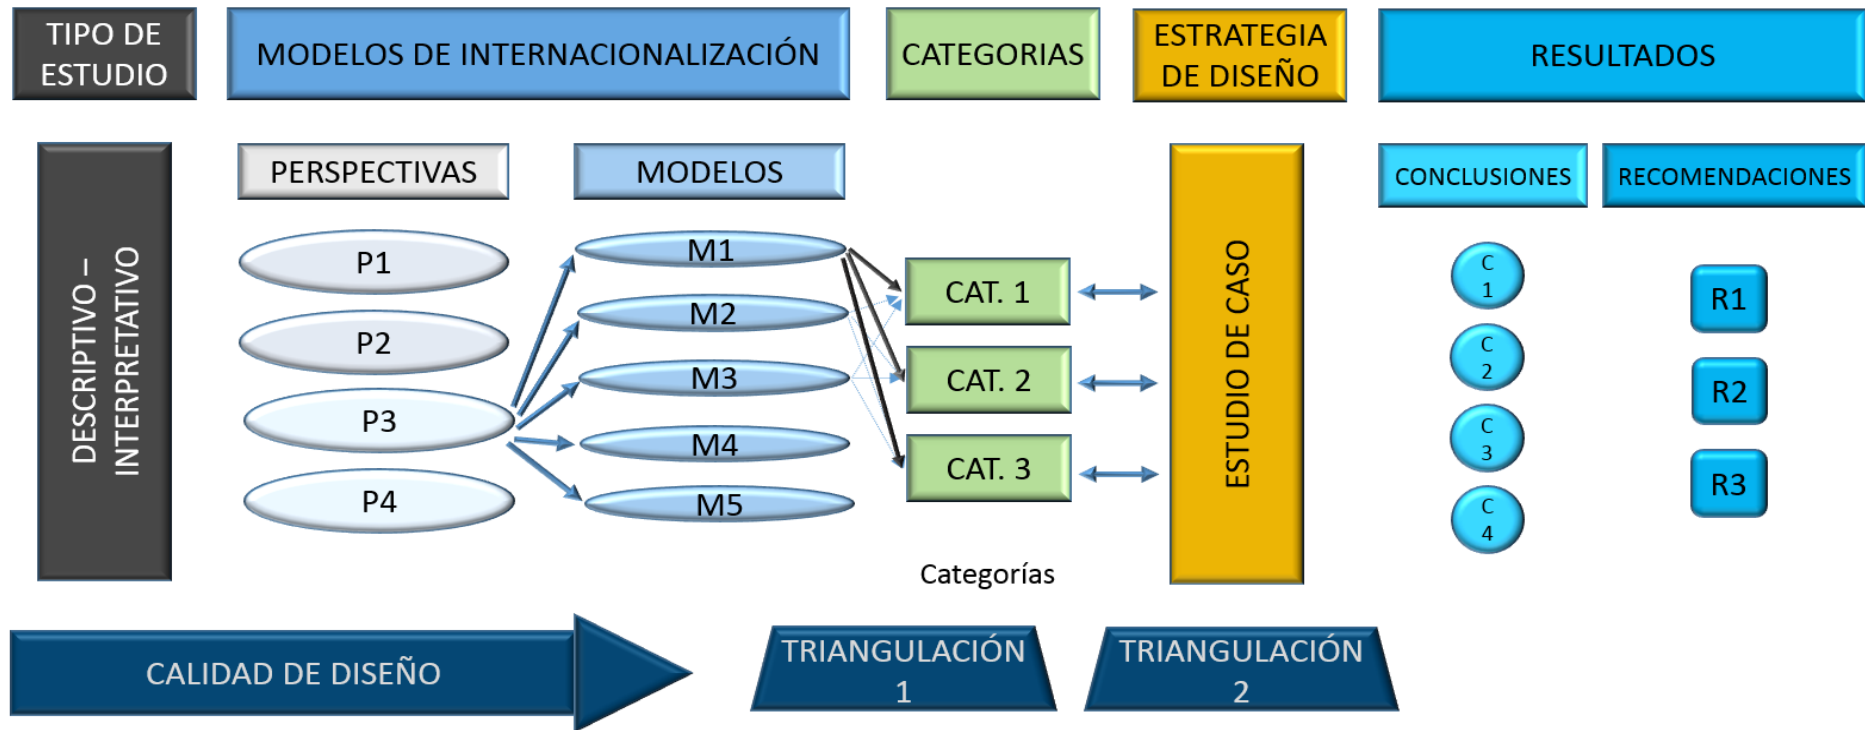 TIPO DE
ESTUDIO
MODELOS DE INTERNACIONALIZACIÓN
CATEGORIAS
ESTRATEGIA
DE DISEÑO
RESULTADOS
DESCRIPTIVO –
INTERPRETATIVO
PERSPECTIVAS
P1
P2
P3
P4
MODELOS
M1
M2
M3
M4
M5
CAT. 1
CAT. 2
CAT. 3
Categorías
ESTUDIO DE CASO
CONCLUSIONES
C
1
C
2
C
3
C
4
RECOMENDACIONES
R1
R2
R3
CALIDAD DE DISEÑO
TRIANGULACIÓN
1
TRIANGULACIÓN
2